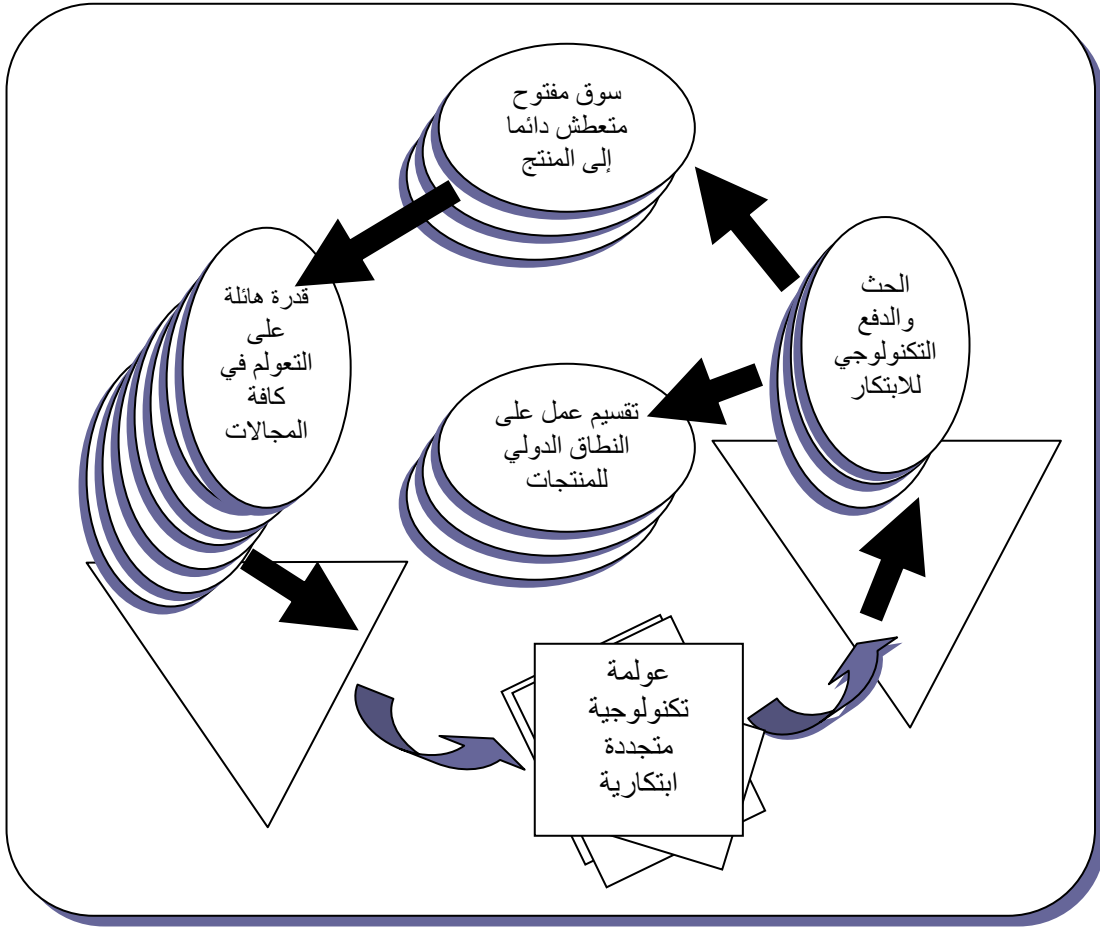 سوق مفتوح
متعطش دائما
إلى المنتج
الحث
والدفع
التكنولوجي
للابتكار
قدرة هائلة
على
التعولم في
كافة
المجالات
تقسيم عمل على
النطاق الدولي
للمنتجات
عولمة
تكنولوجية
متجددة
ابتكارية